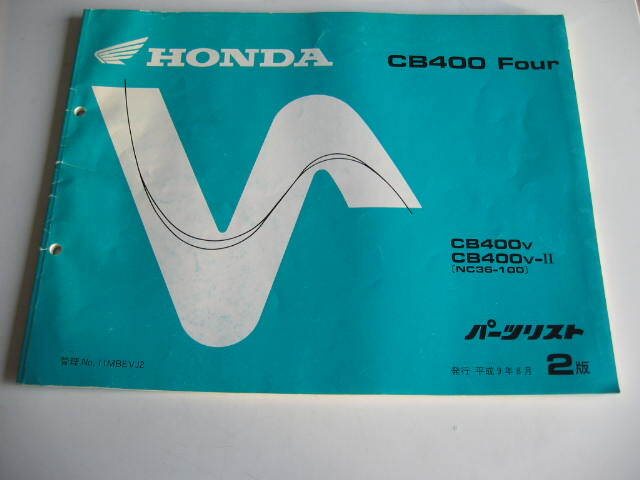 HONDA
CB400 Four
CB400V
CB400V-II
(NC36-100)
パーツリスト
管理No.11MBEVJ2
発行 平成9年8月 2版